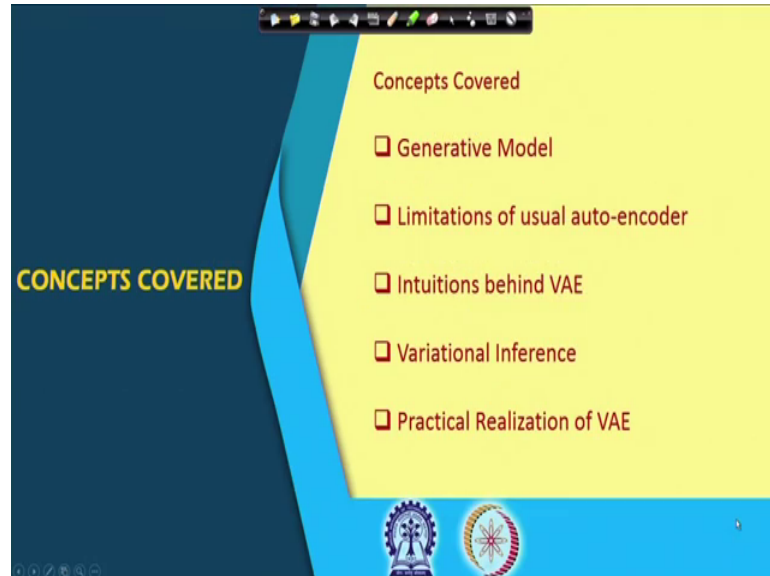 Concepts Covered
❑ Generative Model
❑ Limitations of usual auto-encoder
CONCEPTS COVERED
❑ Intuitions behind VAE
❑ Variational Inference
❑ Practical Realization of VAE